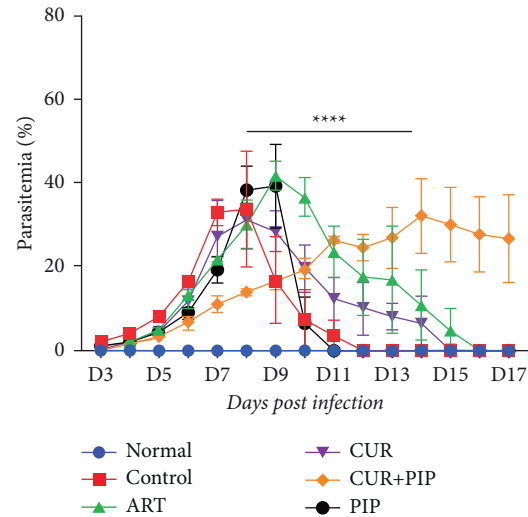 80
60
40
20
0
Parasitemia (%)
****
D3 D5 D7 D9 D11 D13 D15 D17
Days post infection
Normal CUR
Control CUR+PIP
ART PIP